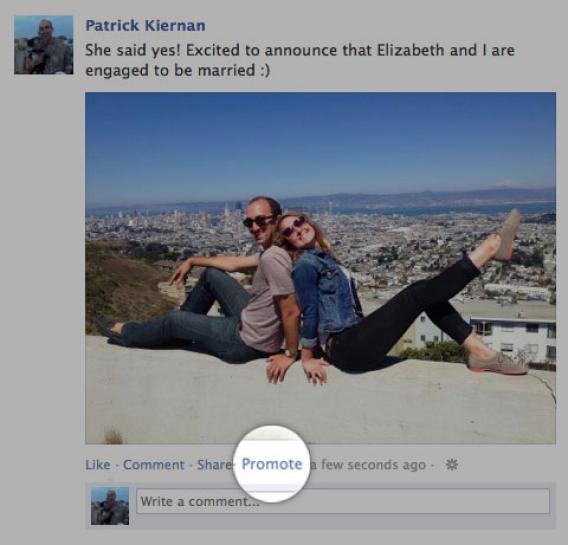 Patrick Kiernan
She said yes! Excited to announce that Elizabeth and I are
engaged to be married :)
Like · Comment · Share · Promote a few seconds ago ·
Write a comment...